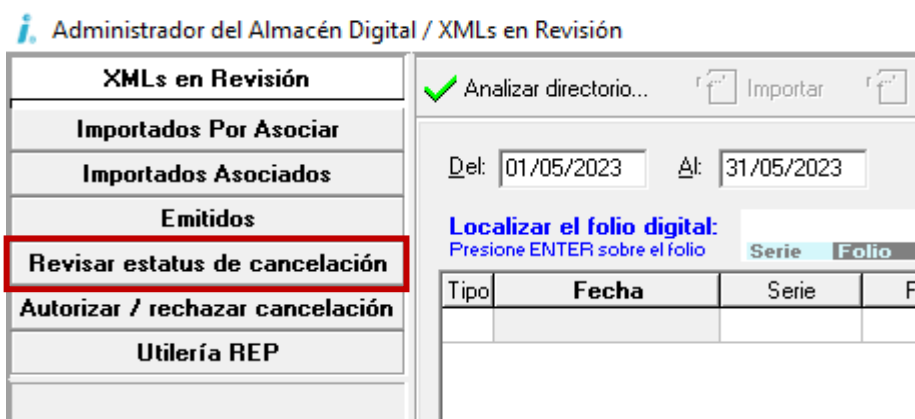 Administrador del Almacén Digital / XMLs en Revisión
XMLs en Revisión
Importados Por Asociar
Importados Asociados
Emitidos
Revisar estatus de cancelación
Autorizar / rechazar cancelación
Utilería REP
Analizar directorio... Importar
Del: 01/05/2023 Al: 31/05/2023
Localizar el folio digital:
Presione ENTER sobre el folio Serie Folio
Tipo Fecha Serie F